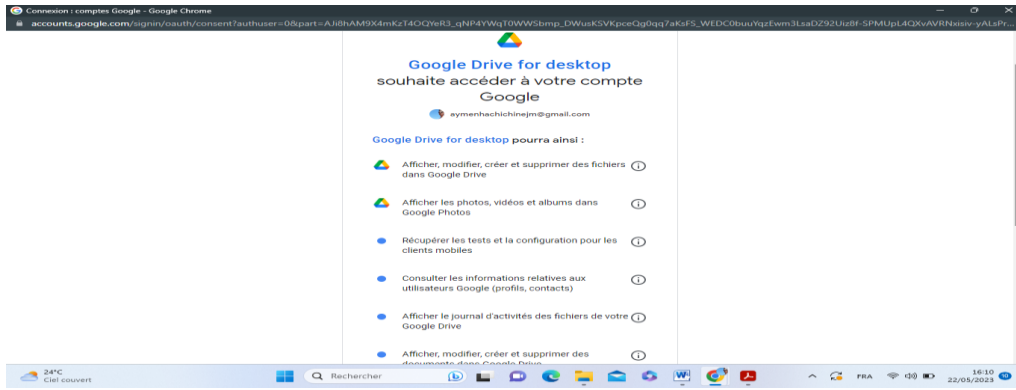 Connexion : comptes Google - Google Chrome
accounts.google.com/signin/oauth/consent?authuser=0&part=
Google Drive for desktop
souhaite accéder à votre compte
Google
aymenhachichinejm@gmail.com
Google Drive for desktop pourra ainsi :
Afficher, modifier, créer et supprimer des fichiers
dans Google Drive
Afficher les photos, vidéos et albums dans
Google Photos
Récupérer les tests et la configuration pour les
clients mobiles
Consulter les informations relatives aux
utilisateurs Google (profils, contacts)
Afficher le journal d'activités des fichiers de votre
Google Drive
Afficher, modifier, créer et supprimer des
documents dans Google Drive
24°C
Ciel couvert
Rechercher
FRA
16:10
22/05/2023
10